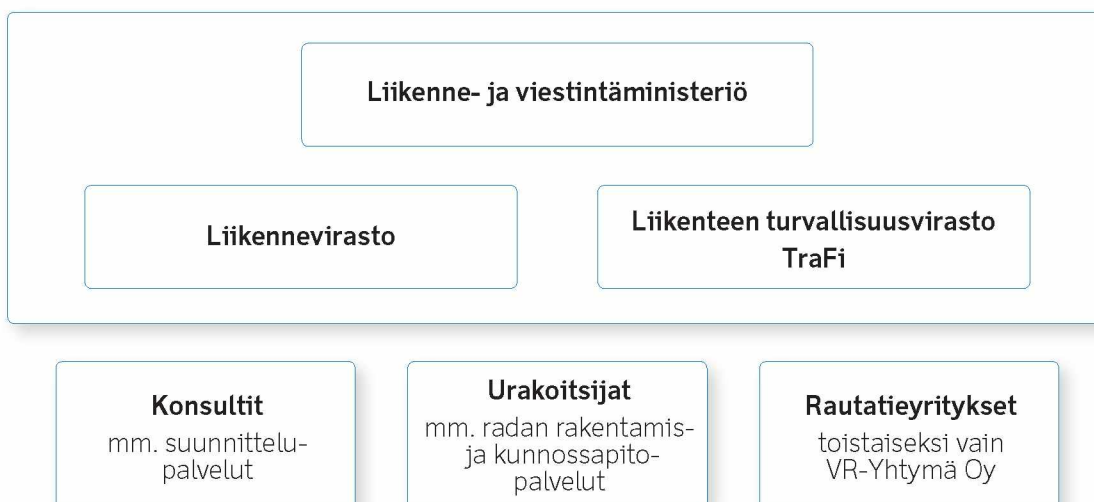 Liikenne- ja viestintäministeriö
Liikennevirasto
Liikenteen turvallisuusvirasto
TraFi
Konsultit
mm. suunnittelu-
palvelut
Urakoitsijat
mm. radan rakentamis-
ja kunnossapito-
palvelut
Rautatieyritykset
toistaiseksi vain
VR-Yhtymä Oy